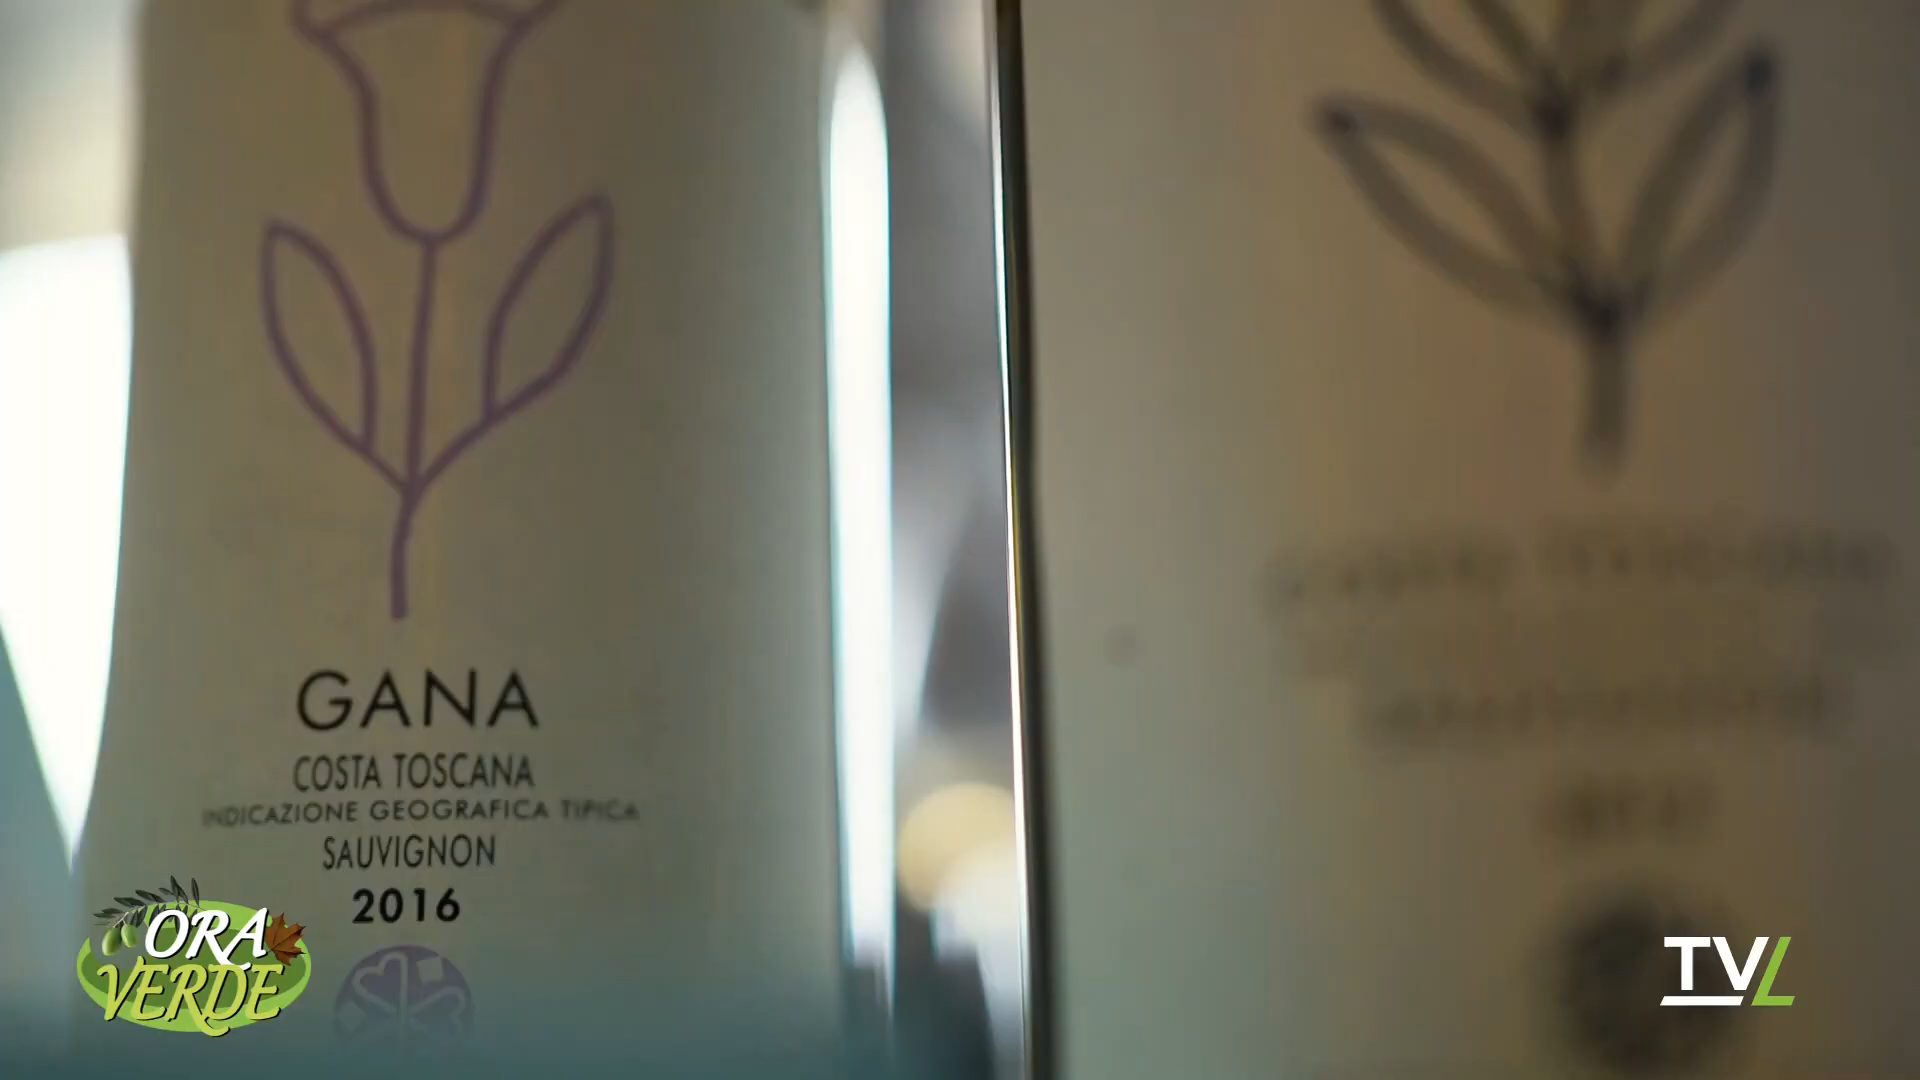 GANA
COSTA TOSCANA
INDICAZIONE GEOGRAFICA TIPICA
SAUVIGNON
2016
ORA
VERDE
TVL